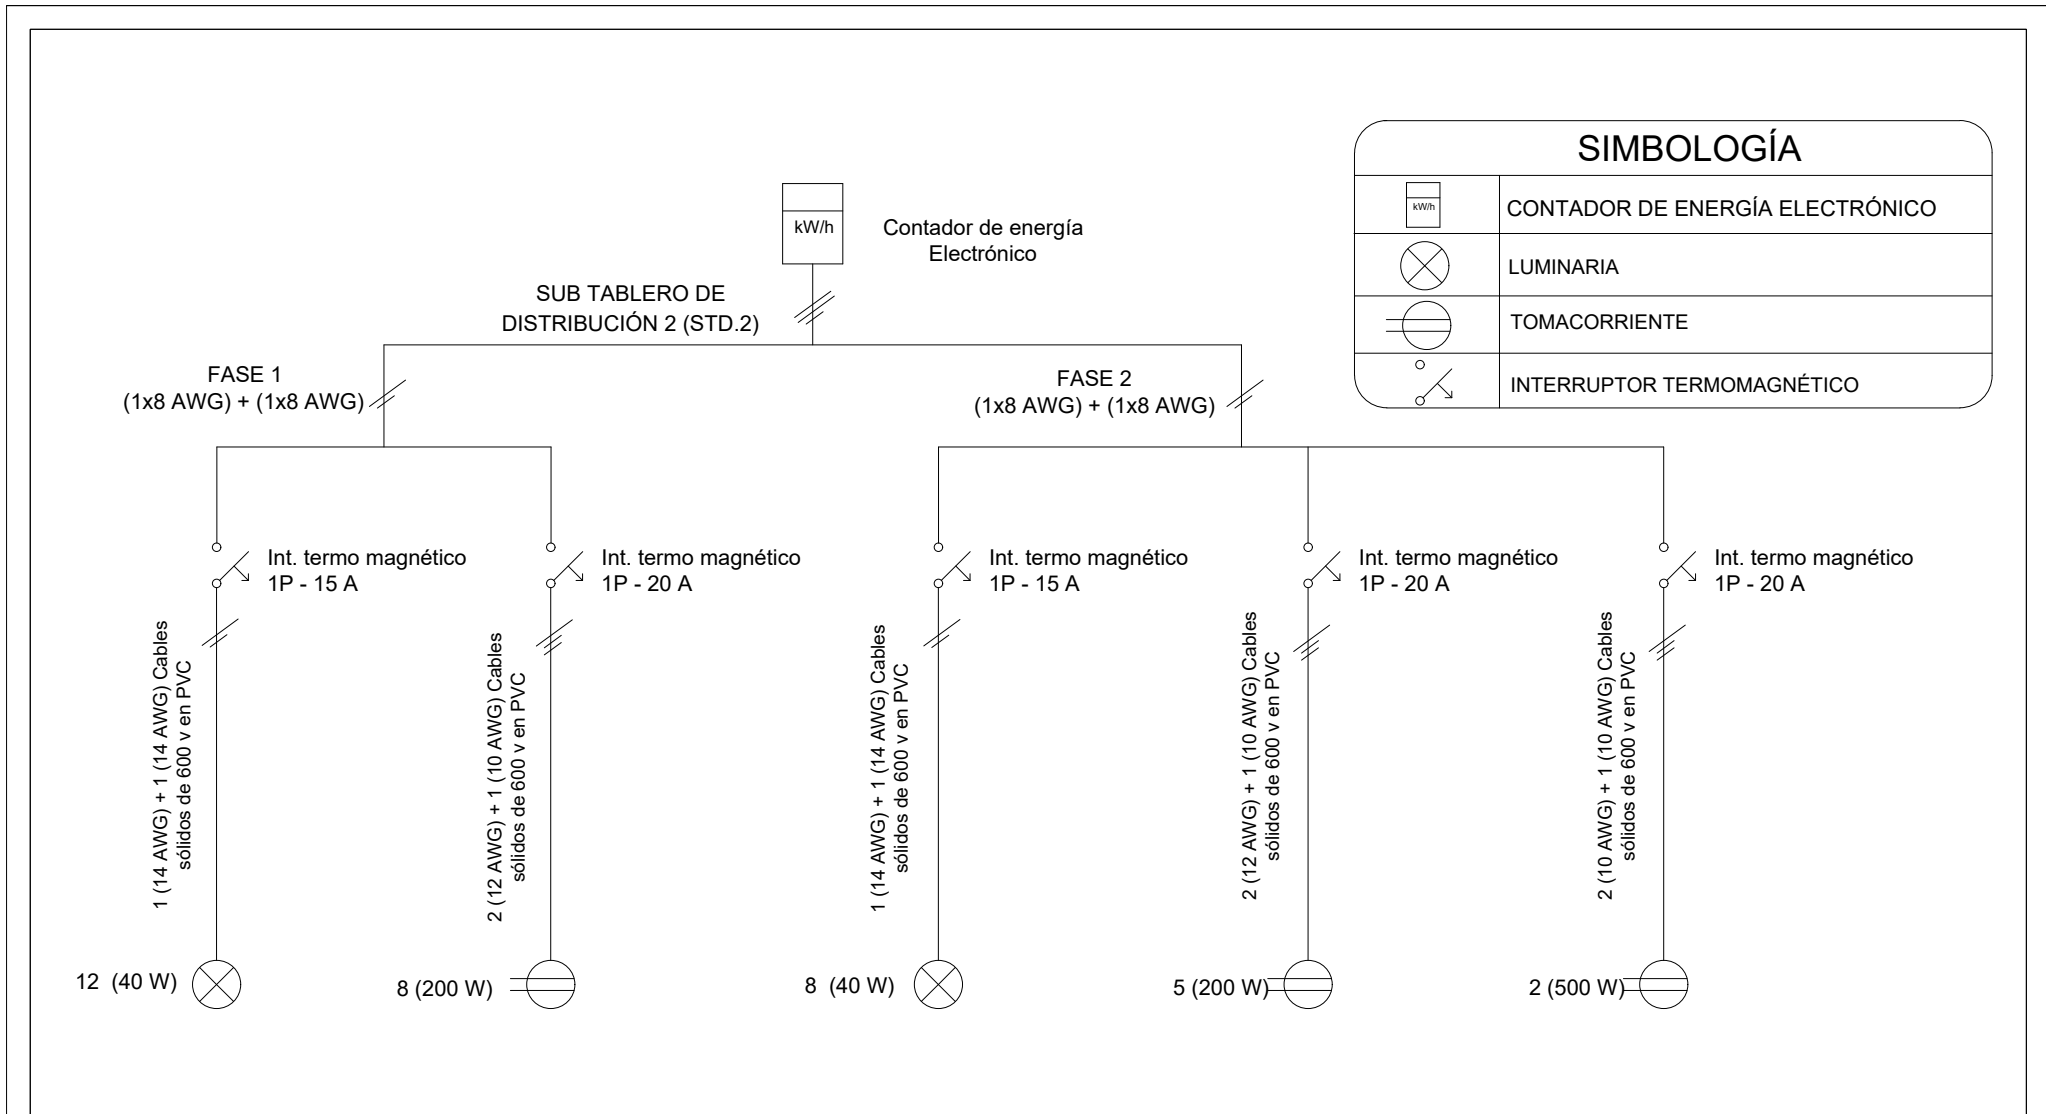 SIMBOLOGÍA
kW/h
CONTADOR DE ENERGÍA ELECTRÓNICO
LUMINARIA
TOMACORRIENTE
INTERRUPTOR TERMOMAGNÉTICO
kW/h
Contador de energía
Electrónico
SUB TABLERO DE
DISTRIBUCIÓN 2 (STD.2)
FASE 1
(1x8 AWG) + (1x8 AWG)
FASE 2
(1x8 AWG) + (1x8 AWG)
Int. termo magnético
1P - 15 A
Int. termo magnético
1P - 20 A
Int. termo magnético
1P - 15 A
Int. termo magnético
1P - 20 A
Int. termo magnético
1P - 20 A
1 (14 AWG) + 1 (14 AWG) Cables
sólidos de 600 v en PVC
2 (12 AWG) + 1 (10 AWG) Cables
sólidos de 600 v en PVC
1 (14 AWG) + 1 (14 AWG) Cables
sólidos de 600 v en PVC
2 (12 AWG) + 1 (10 AWG) Cables
sólidos de 600 v en PVC
2 (10 AWG) + 1 (10 AWG) Cables
sólidos de 600 v en PVC
12 (40 W)
8 (200 W)
8 (40 W)
5 (200 W)
2 (500 W)